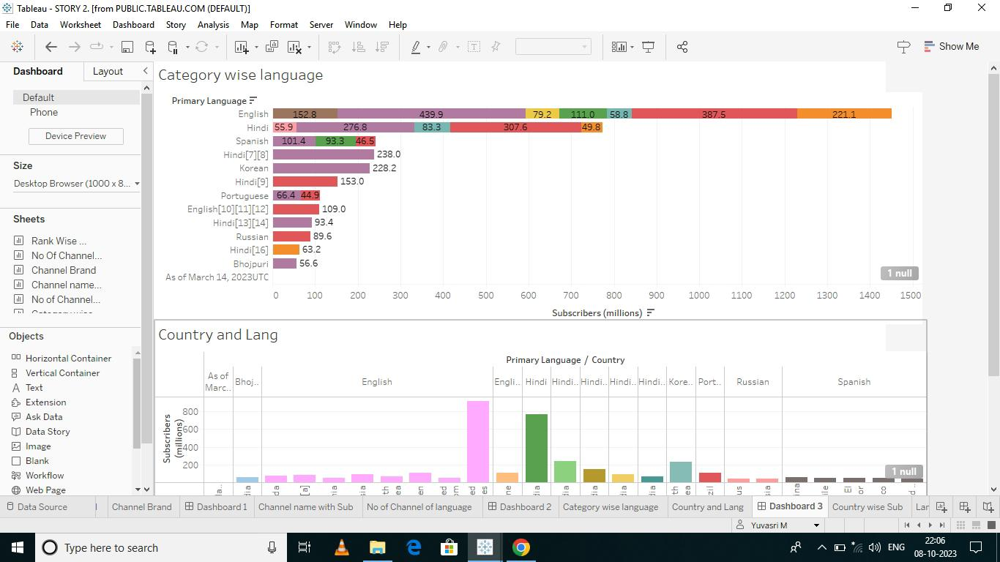 Tableau - STORY 2. [from PUBLIC.TABLEAU.COM (DEFAULT)]
File Data Worksheet Dashboard Story Analysis Map Format Server Window Help
Show Me
Dashboard Layout
Default
Phone
Device Preview
Size
Desktop Browser (1000 x 8...
Sheets
Rank Wise ...
No Of Channel...
Channel Brand
Channel name...
No of Channel...
Objects
Horizontal Container
Vertical Container
Text
Extension
Ask Data
Data Story
Image
Blank
Workflow
Web Page
Category wise language
Primary Language
English 152.8 439.9 79.2 111.0 58.8 387.5 221.1
Hindi 55.9 276.8 83.3 307.6 49.8
Spanish 101.4 93.3 46.5
Hindi[7][8] 238.0
Korean 228.2
Hindi[9] 153.0
Portuguese 66.4 44.9
English[10][11][12] 109.0
Hindi[13][14] 93.4
Russian 89.6
Hindi[16] 63.2
Bhojpuri 56.6
As of March 14, 2023UTC
1 null
0 100 200 300 400 500 600 700 800 900 1000 1100 1200 1300 1400 1500
Subscribers (millions)
Country and Lang
Primary Language / Country
As of Marc.. Bhoj.. English Engli.. Hindi Hindi.. Hindi.. Hindi.. Hindi.. Kore.. Port.. Russian Spanish
Subscribers (millions)
800
600
400
200
1 null
Data Source Channel Brand Dashboard 1 Channel name with Sub No of Channel of language Dashboard 2 Category wise language Country and Lang Dashboard 3 Country wise Sub Lar
Yuvasri M
Type here to search
ENG
22:06
08-10-2023